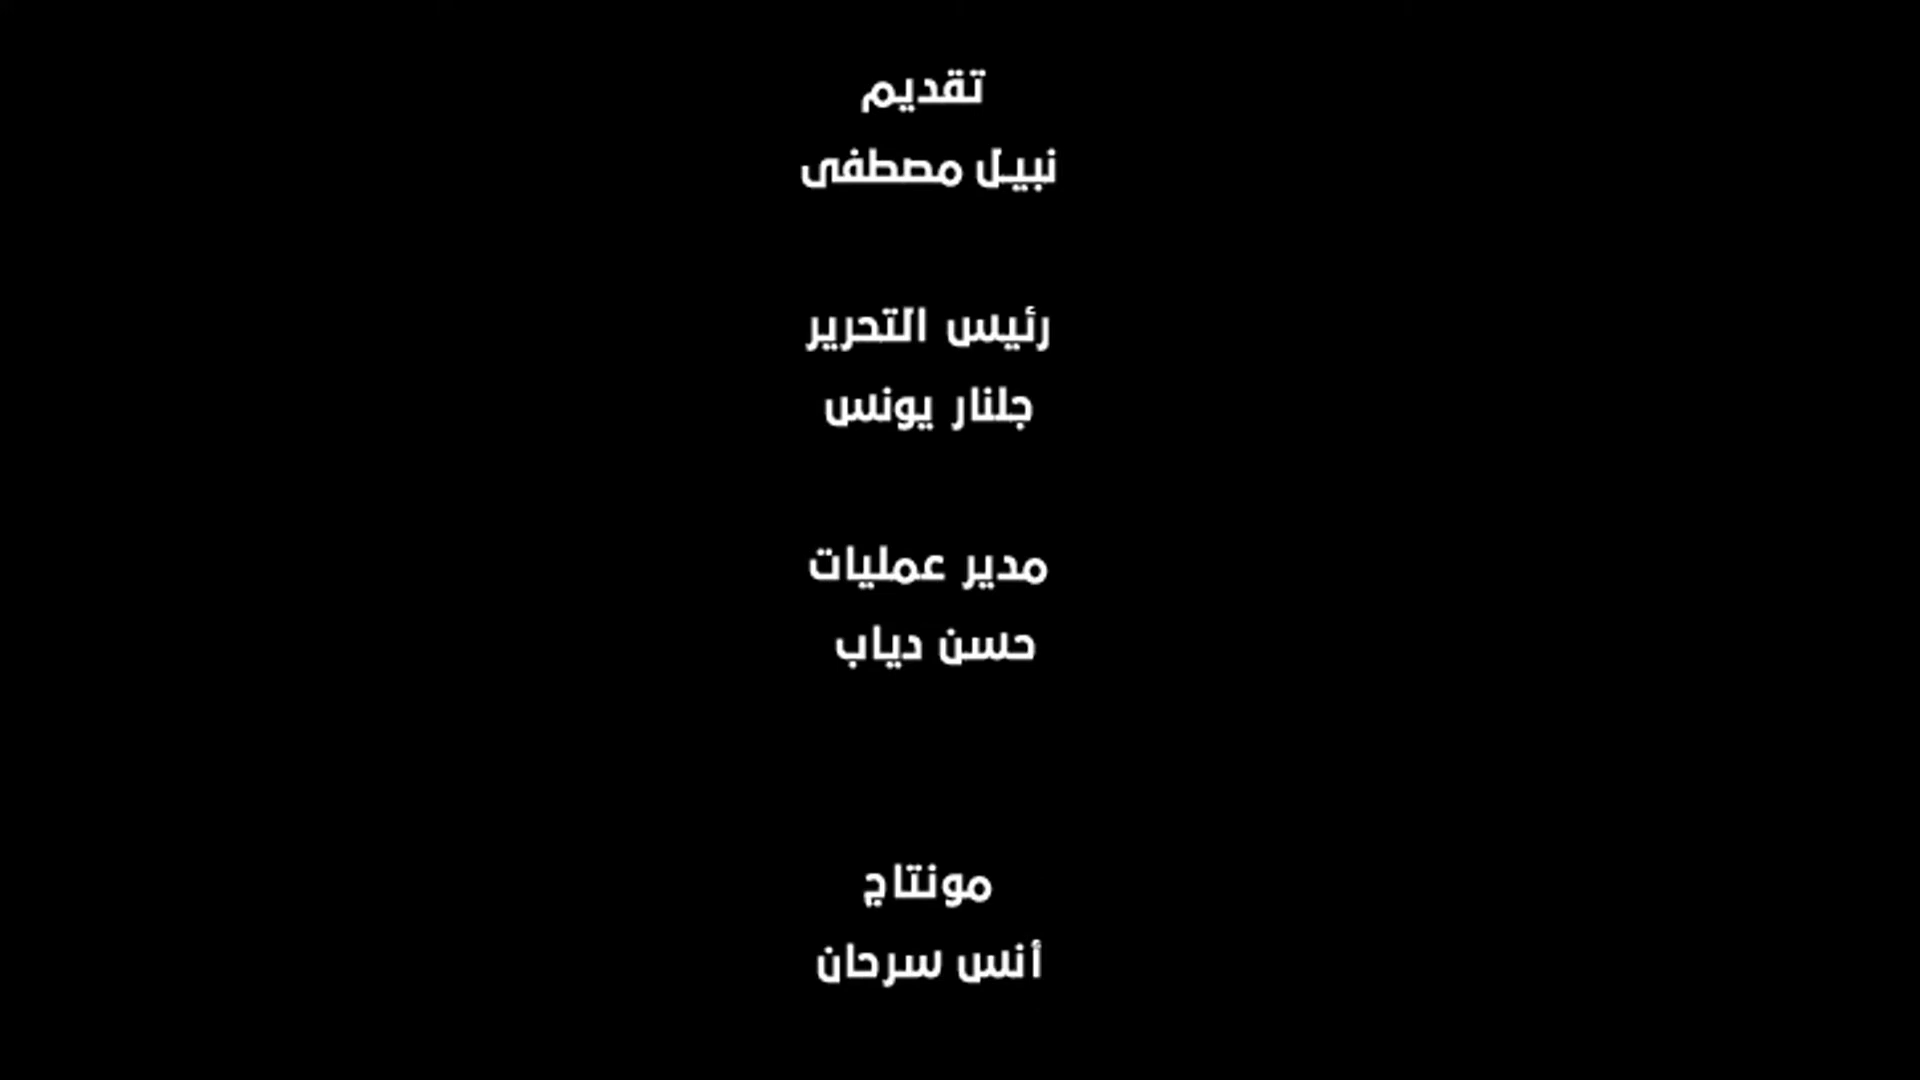 تقديم
نبيل مصطفى
رئيس التحرير
جلنار يونس
مدير عمليات
حسن دياب
مونتاج
أنس سرحان